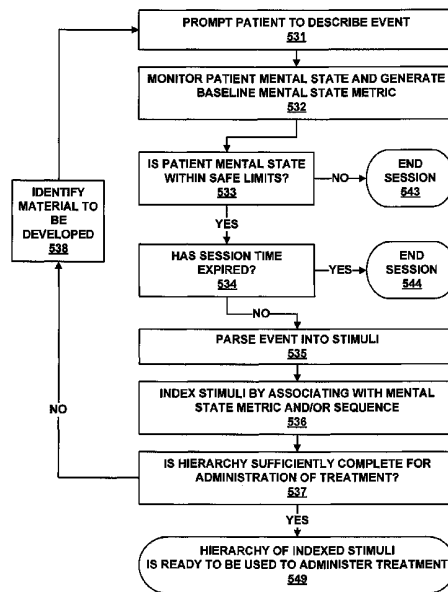 PROMPT PATIENT TO DESCRIBE EVENT
531
MONITOR PATIENT MENTAL STATE AND GENERATE
BASELINE MENTAL STATE METRIC
532
IS PATIENT MENTAL STATE
WITHIN SAFE LIMITS?
533
NO
END
SESSION
543
IDENTIFY
MATERIAL TO
BE
DEVELOPED
538
YES
HAS SESSION TIME
EXPIRED?
534
YES
END
SESSION
544
NO
PARSE EVENT INTO STIMULI
535
INDEX STIMULI BY ASSOCIATING WITH MENTAL
STATE METRIC AND/OR SEQUENCE
536
NO
IS HIERARCHY SUFFICIENTLY COMPLETE FOR
ADMINISTRATION OF TREATMENT?
537
YES
HIERARCHY OF INDEXED STIMULI
IS READY TO BE USED TO ADMINISTER TREATMENT
549